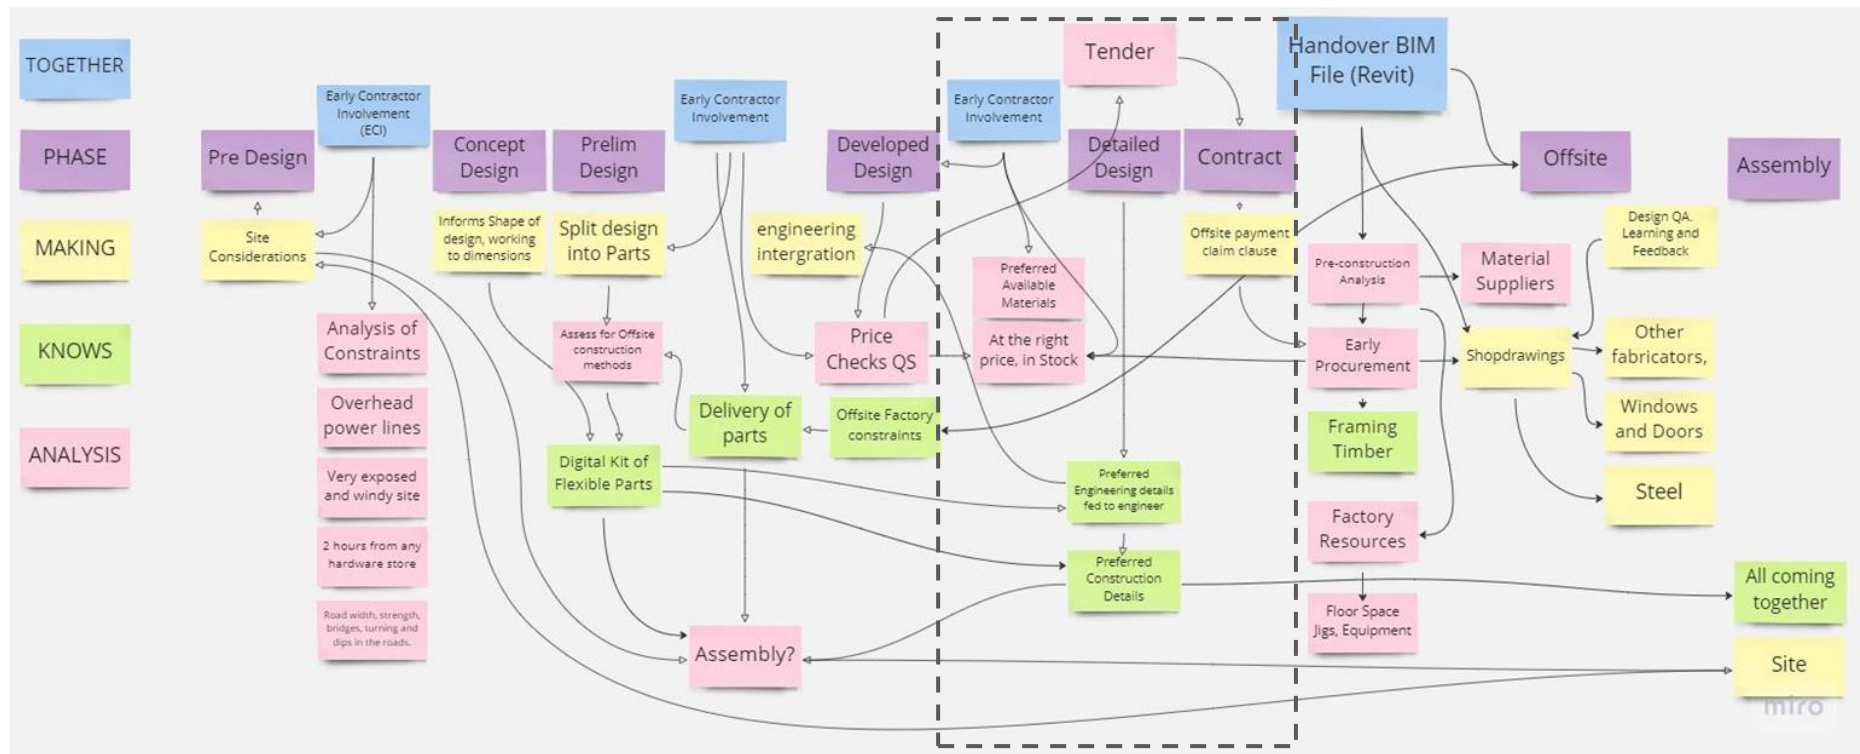 TOGETHER
PHASE
MAKING
KNOWS
ANALYSIS
Pre Design
Site
Considerations
Early Contractor
Involvement
(ECI)
Analysis of
Constraints
Overhead
power lines
Very exposed
and windy site
2 hours from any
hardware store
Road width, strength,
bridges, turning and
dips in the roads.
Concept
Design
Informs Shape of
design, working
to dimensions
Prelim
Design
Split design
into Parts
Assess for Offsite
construction
methods
Digital Kit of
Flexible Parts
Early Contractor
Involvement
Delivery of
parts
Assembly?
Developed
Design
engineering
intergration
Price
Checks QS
Offsite Factory
constraints
Early Contractor
Involvement
Preferred
Available
Materials
At the right
price, in Stock
Tender
Detailed
Design
Preferred
Engineering details
fed to engineer
Preferred
Construction
Details
Contract
Offsite payment
claim clause
Handover BIM
File (Revit)
Pre-construction
Analysis
Early
Procurement
Framing
Timber
Factory
Resources
Floor Space
Jigs, Equipment
Material
Suppliers
Shopdrawings
Offsite
Design QA.
Learning and
Feedback
Other
fabricators,
Windows
and Doors
Steel
Assembly
All coming
together
Site
miro